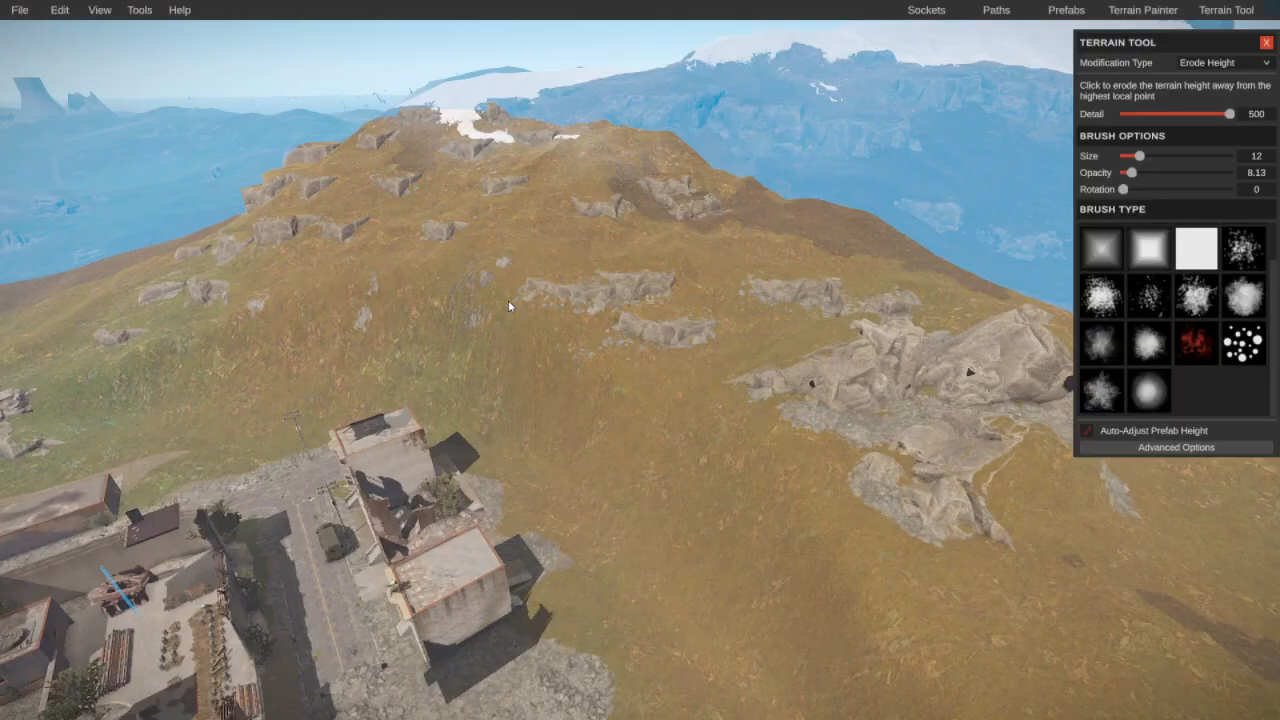 File Edit View Tools Help Sockets Paths Prefabs Terrain Painter Terrain Tool
TERRAIN TOOL X
Modification Type Erode Height
Click to erode the terrain height away from the
highest local point
Detail 500
BRUSH OPTIONS
Size 12
Opacity 8.13
Rotation 0
BRUSH TYPE
Auto-Adjust Prefab Height
Advanced Options